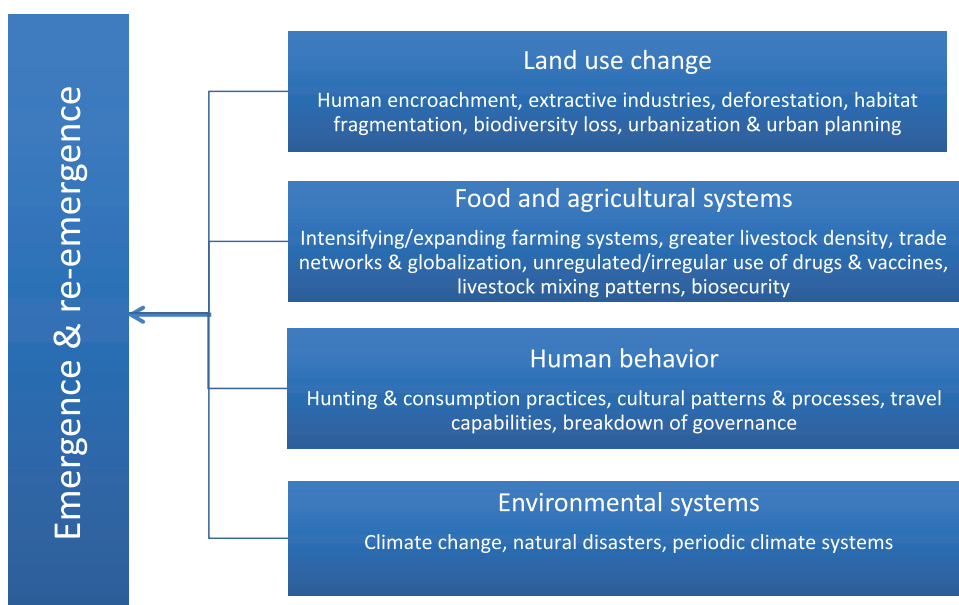 Emergence & re-emergence
Land use change
Human encroachment, extractive industries, deforestation, habitat
fragmentation, biodiversity loss, urbanization & urban planning
Food and agricultural systems
Intensifying/expanding farming systems, greater livestock density, trade
networks & globalization, unregulated/irregular use of drugs & vaccines,
livestock mixing patterns, biosecurity
Human behavior
Hunting & consumption practices, cultural patterns & processes, travel
capabilities, breakdown of governance
Environmental systems
Climate change, natural disasters, periodic climate systems